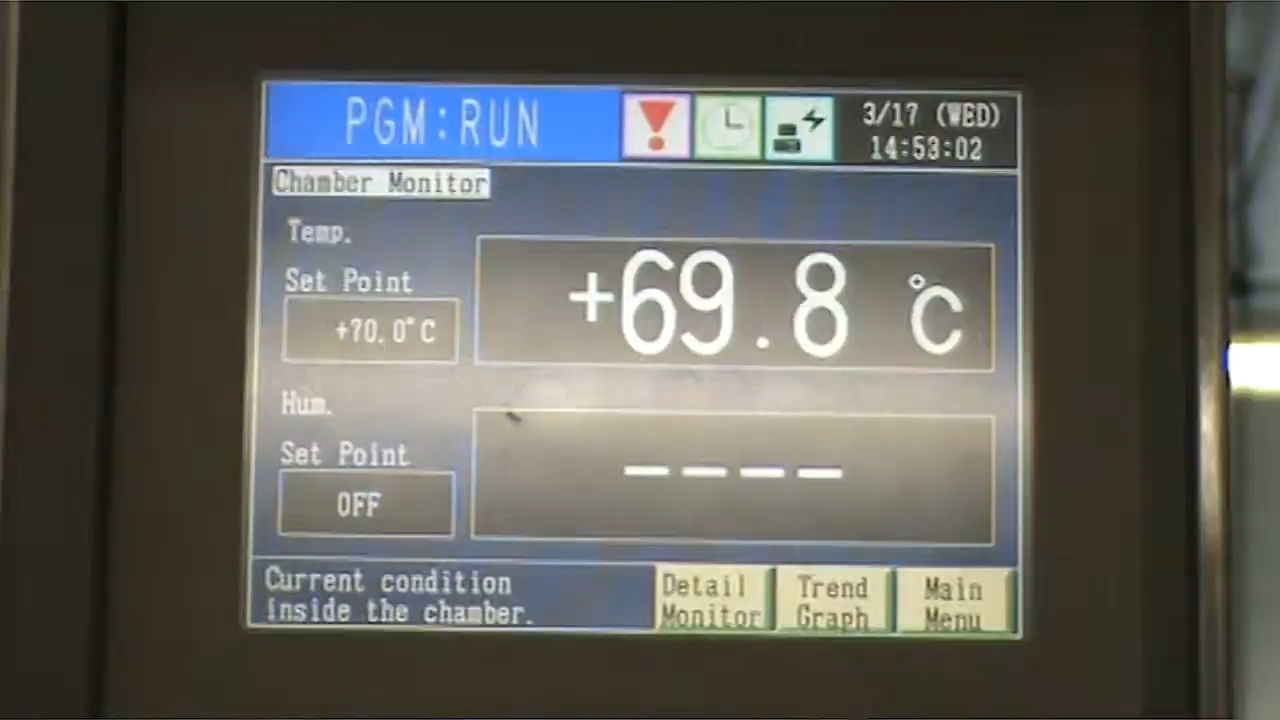 PGM:RUN
3/17 (WED)
14:53:02
Chamber Monitor
Temp.
Set Point
+70.0°C
+69.8 °C
Hum.
Set Point
OFF
----
Current condition
inside the chamber.
Detail
Monitor
Trend
Graph
Main
Menu